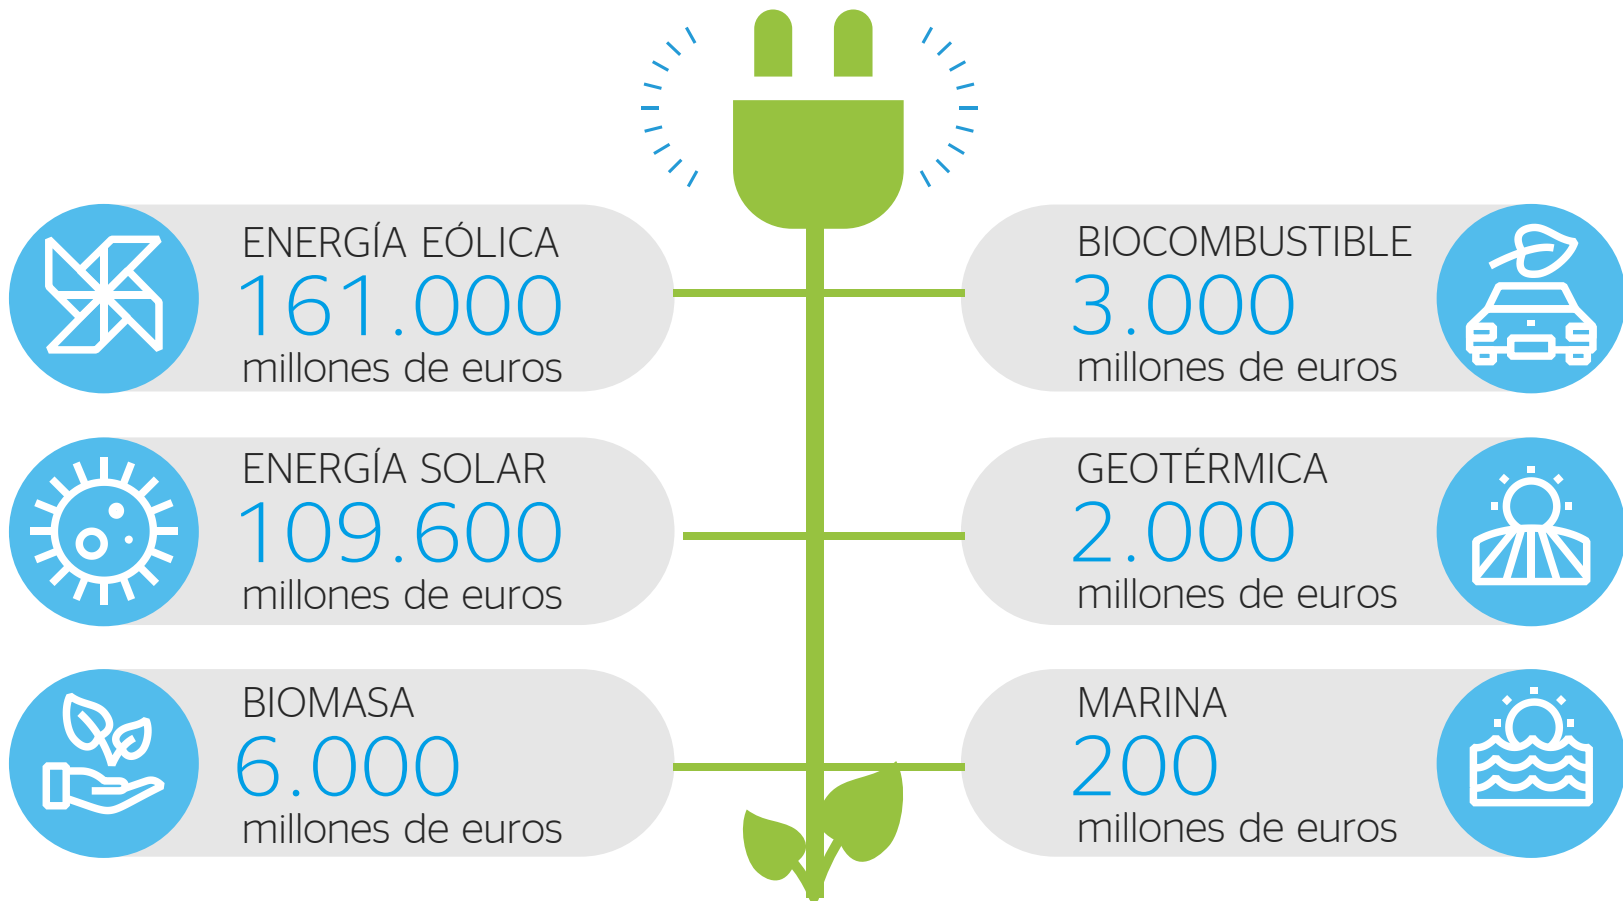 ENERGÍA EÓLICA
161.000
millones de euros
ENERGÍA SOLAR
109.600
millones de euros
BIOMASA
6.000
millones de euros
BIOCOMBUSTIBLE
3.000
millones de euros
GEOTÉRMICA
2.000
millones de euros
MARINA
200
millones de euros